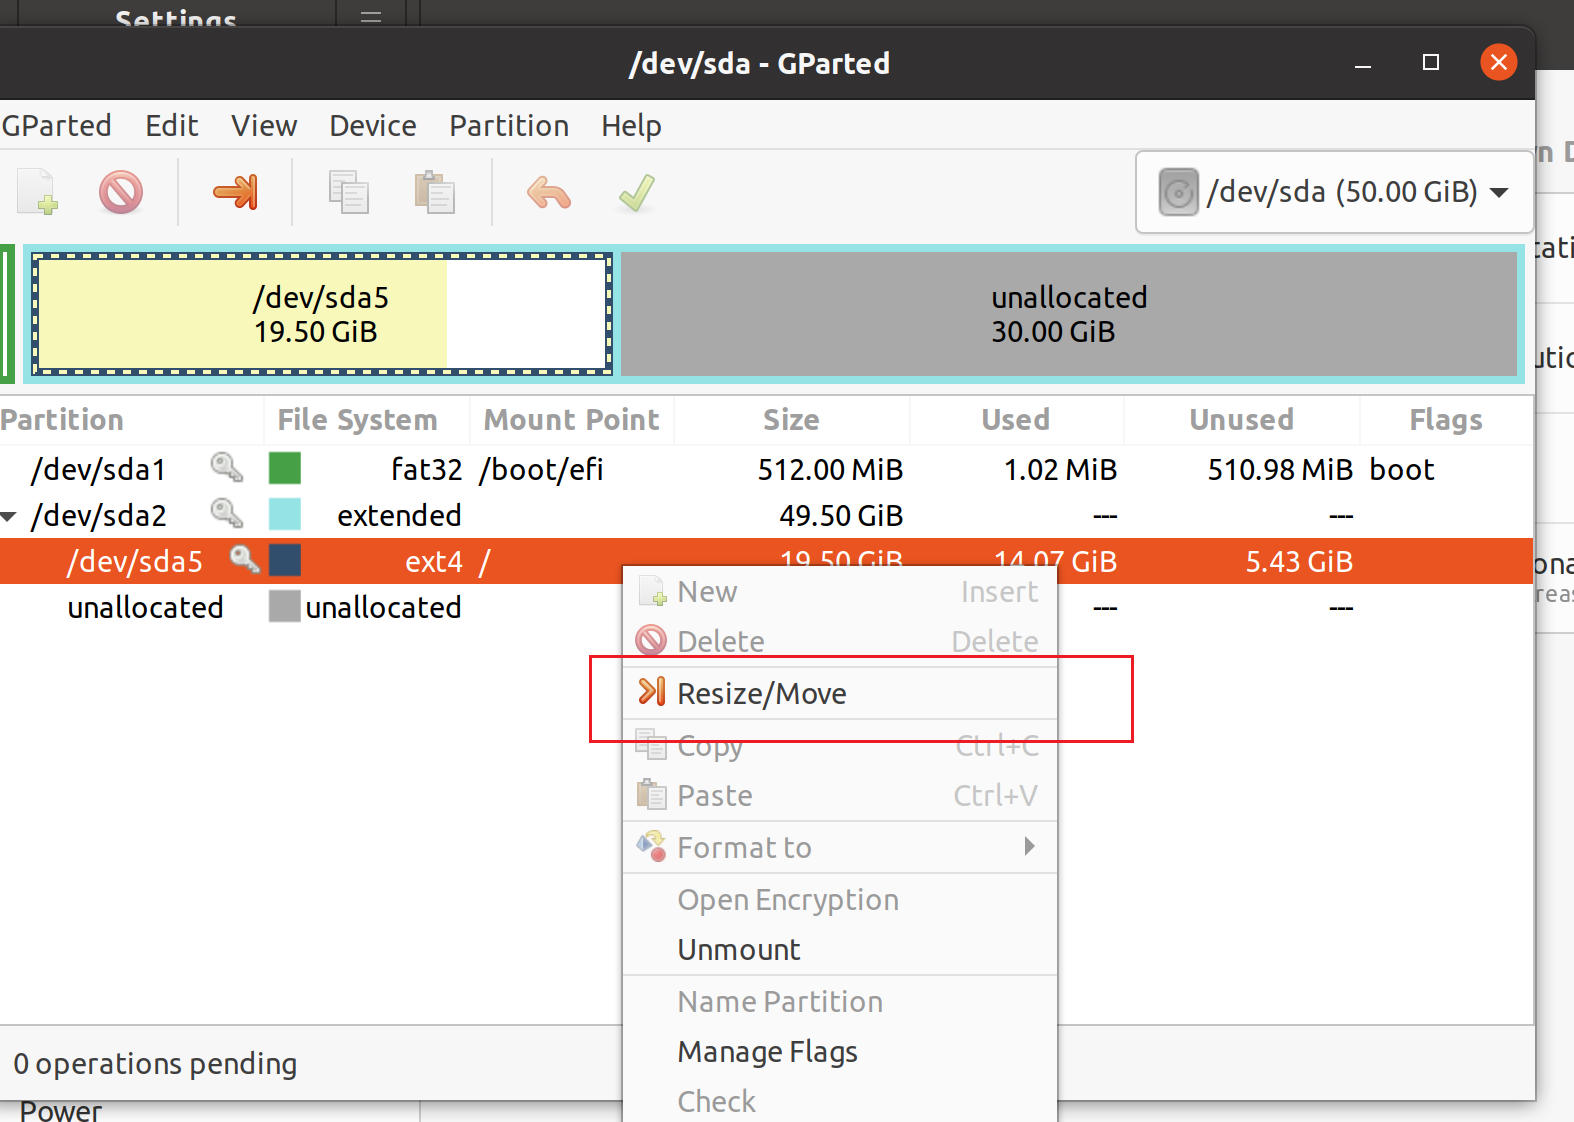 Settings
/dev/sda - GParted
GParted Edit View Device Partition Help
n D
/dev/sda (50.00 GiB)
cati
/dev/sda5
19.50 GiB
unallocated
30.00 GiB
utio
Partition File System Mount Point Size Used Unused Flags
/dev/sda1 fat32 /boot/efi 512.00 MiB 1.02 MiB 510.98 MiB boot
/dev/sda2 extended 49.50 GiB --- ---
/dev/sda5 ext4 / 19.50 GiB 14.07 GiB 5.43 GiB
ona
reas
unallocated unallocated --- ---
New Insert
Delete Delete
Resize/Move
Copy Ctrl+C
Paste Ctrl+V
Format to
Open Encryption
Unmount
Name Partition
Manage Flags
Check
0 operations pending
Power